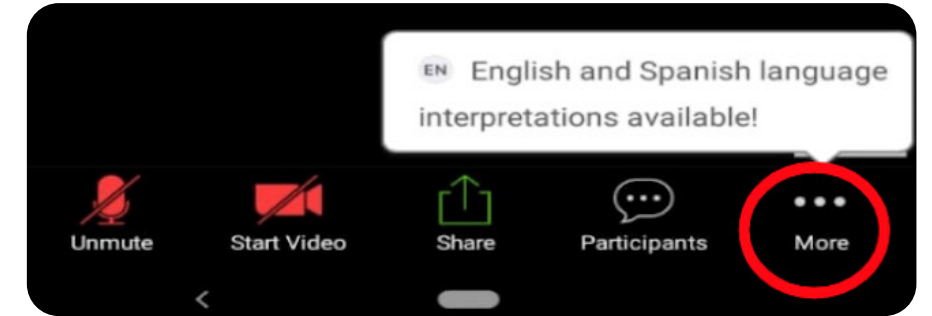 EN English and Spanish language
interpretations available!
Unmute Start Video Share Participants More